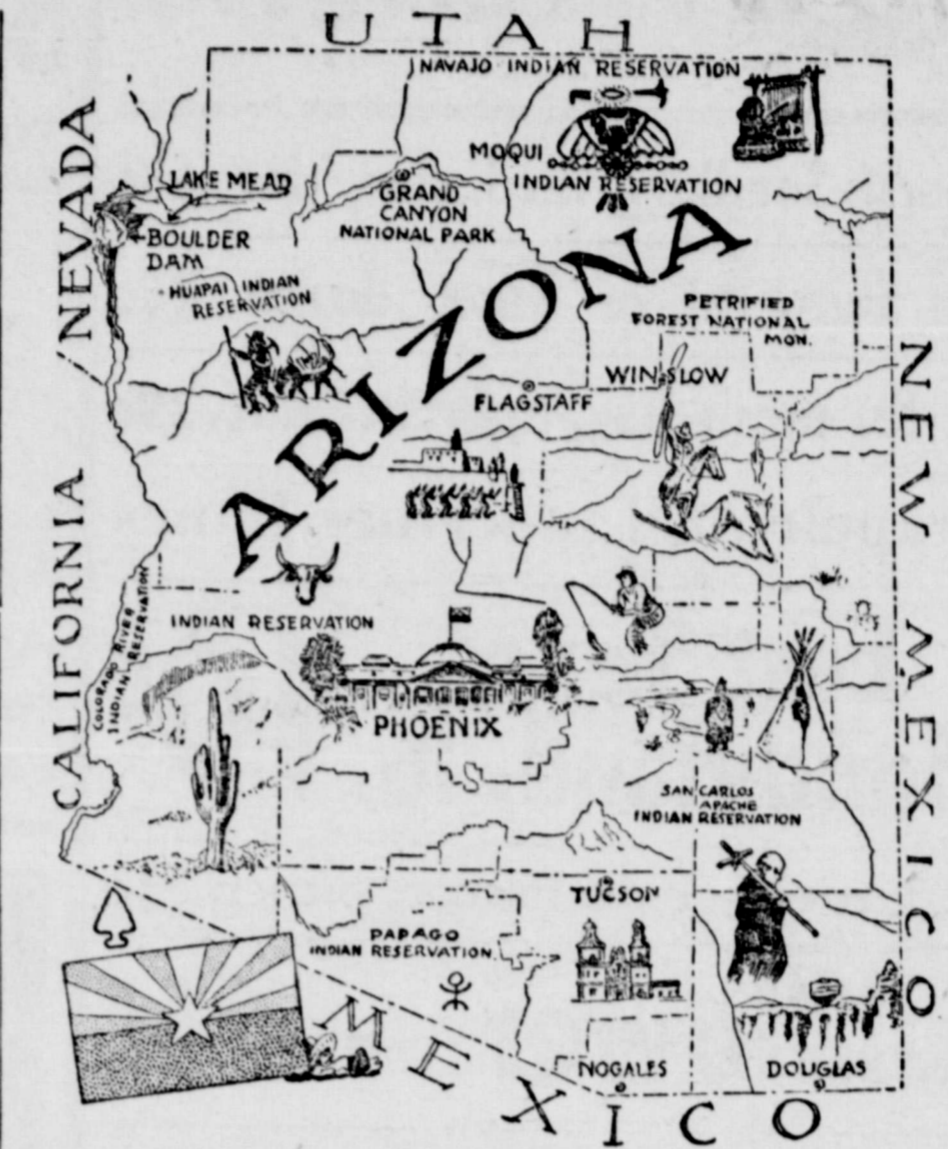 UTAH
NAVAJO INDIAN RESERVATION
MOQUI
INDIAN RESERVATION
NEVADA
LAKE MEAD
GRAND
CANYON
NATIONAL PARK
BOULDER
DAM
HUAPAI INDIAN
RESERVATION
ARIZONA
PETRIFIED
FOREST NATIONAL
MON.
WINSLOW
FLAGSTAFF
NEW MEXICO
CALIFORNIA
COLORADO RIVER
INDIAN RESERVATION
INDIAN RESERVATION
PHOENIX
SAN CARLOS
APACHE
INDIAN RESERVATION
TUCSON
PAPAGO
INDIAN RESERVATION
MEXICO
NOGALES
DOUGLAS